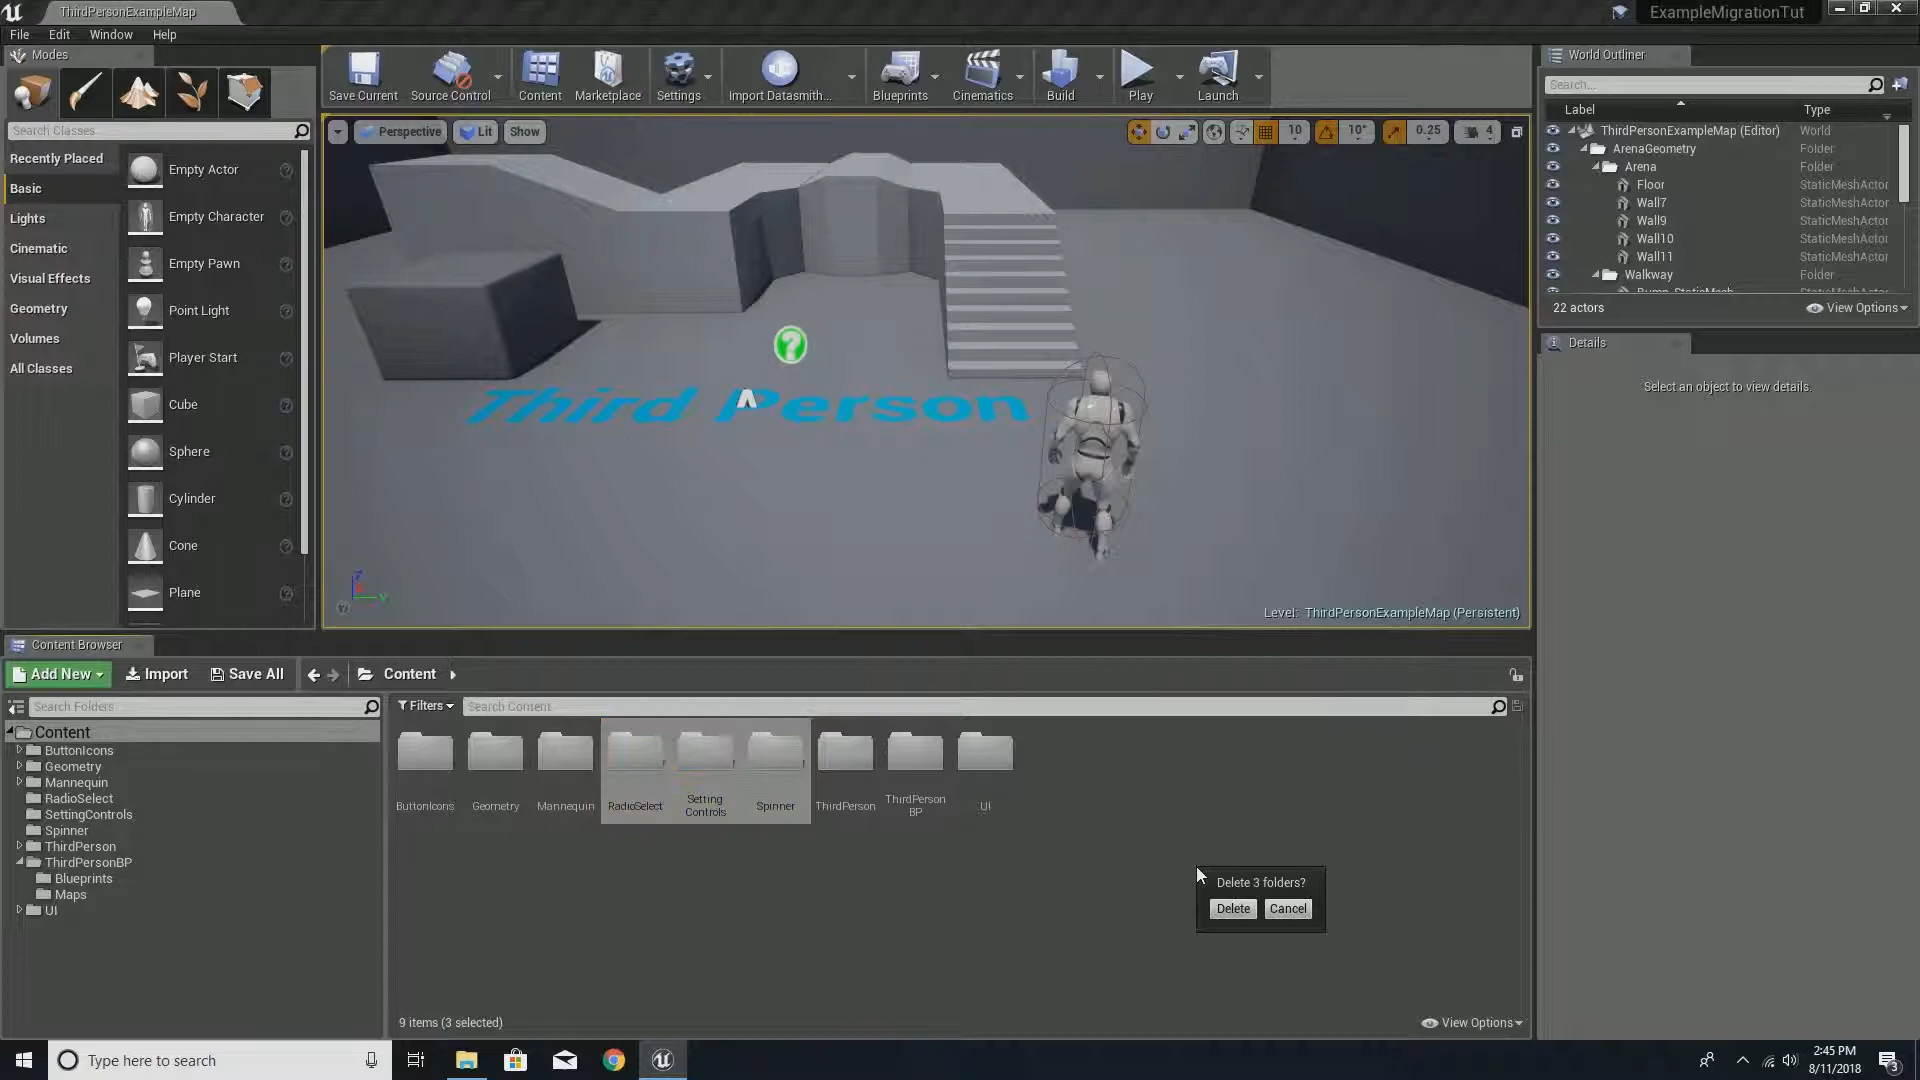 ThirdPersonExampleMap
ExampleMigrationTut
File Edit Window Help
Modes
Save Current
Source Control
Content
Marketplace
Settings
Import Datasmith...
Blueprints
Cinematics
Build
Play
Launch
Search Classes
Recently Placed
Basic
Lights
Cinematic
Visual Effects
Geometry
Volumes
All Classes
Empty Actor
Empty Character
Empty Pawn
Point Light
Player Start
Cube
Sphere
Cylinder
Cone
Plane
Perspective
Lit
Show
10
10°
0.25
4
Third Person
Level: ThirdPersonExampleMap (Persistent)
World Outliner
Search...
Label Type
ThirdPersonExampleMap (Editor) World
ArenaGeometry Folder
Arena Folder
Floor StaticMeshActor
Wall7 StaticMeshActor
Wall9 StaticMeshActor
Wall10 StaticMeshActor
Wall11 StaticMeshActor
Walkway Folder
Bump_StaticMesh
22 actors
View Options
Details
Select an object to view details.
Content Browser
Add New
Import
Save All
Content
Search Folders
Content
ButtonIcons
Geometry
Mannequin
RadioSelect
SettingControls
Spinner
ThirdPerson
ThirdPersonBP
Blueprints
Maps
UI
Filters
Search Content
ButtonIcons
Geometry
Mannequin
RadioSelect
Setting
Controls
Spinner
ThirdPerson
ThirdPerson
BP
UI
Delete 3 folders?
Delete
Cancel
9 items (3 selected)
View Options
Type here to search
2:45 PM
8/11/2018
3